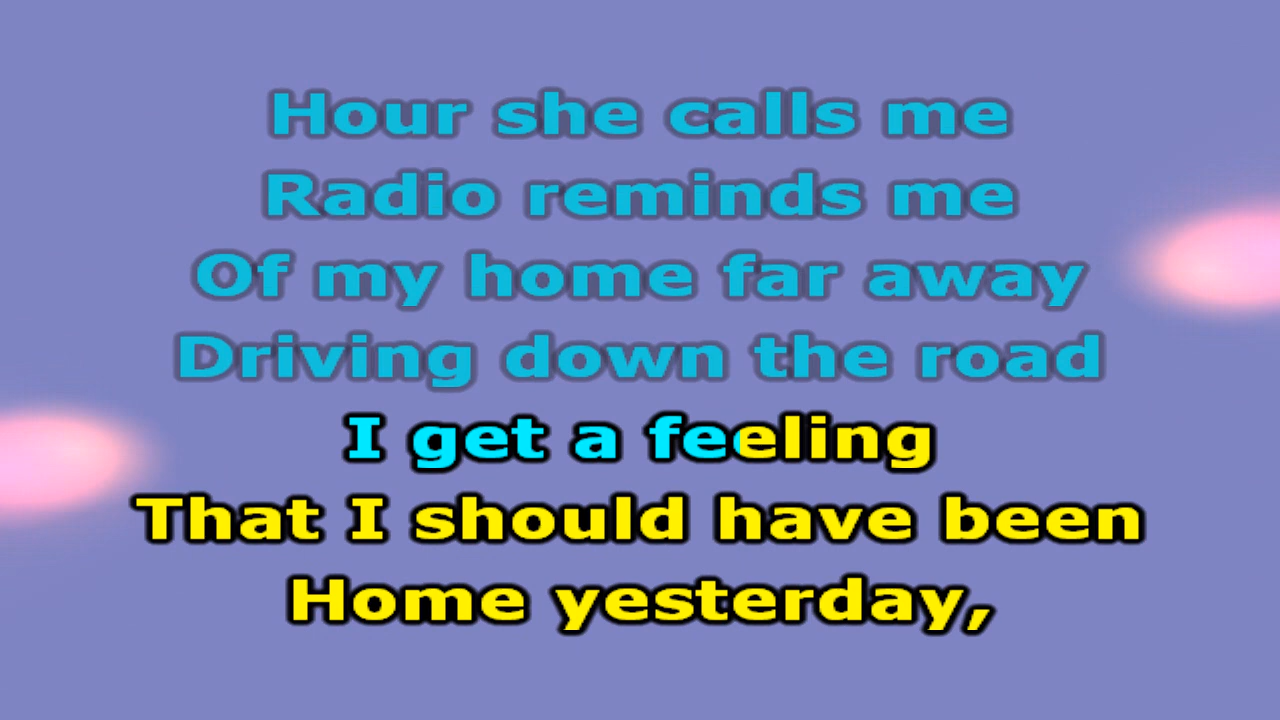 Hour she calls me
Radio reminds me
Of my home far away
Driving down the road
I get a feeling
That I should have been
Home yesterday,